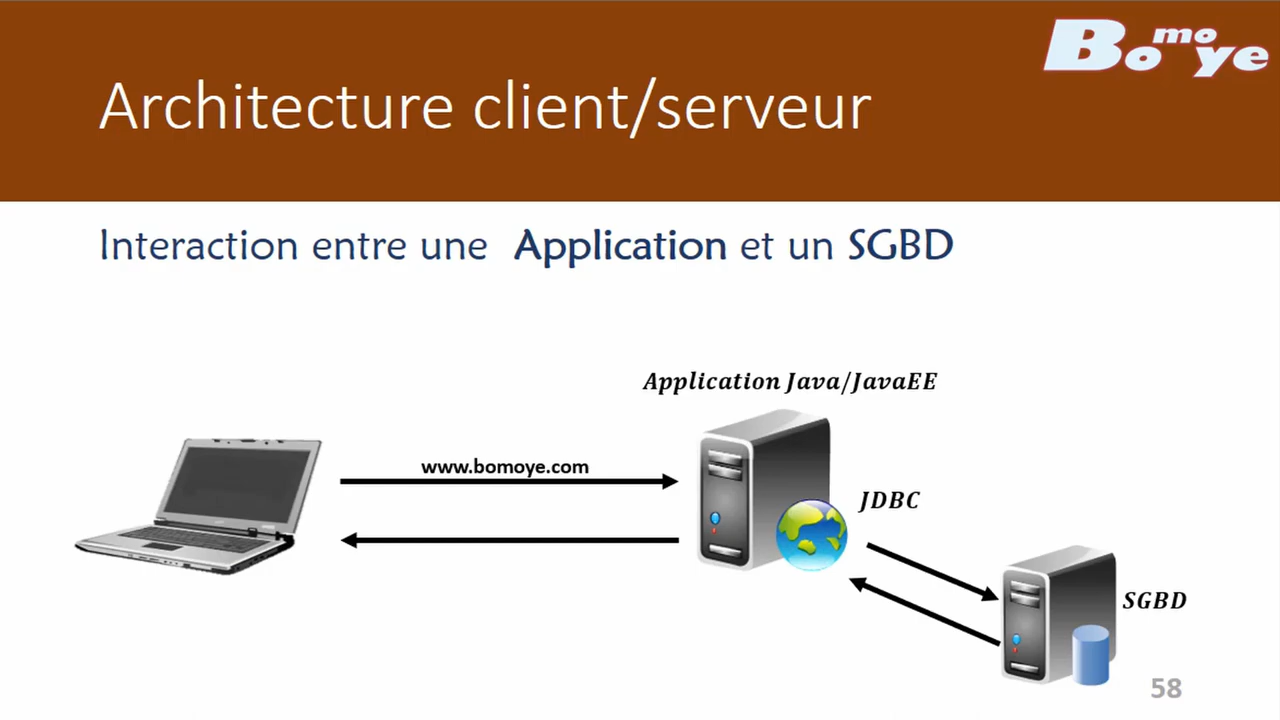 Bomoye
Architecture client/serveur
Interaction entre une Application et un SGBD
Application Java/JavaEE
www.bomoye.com
JDBC
SGBD
58